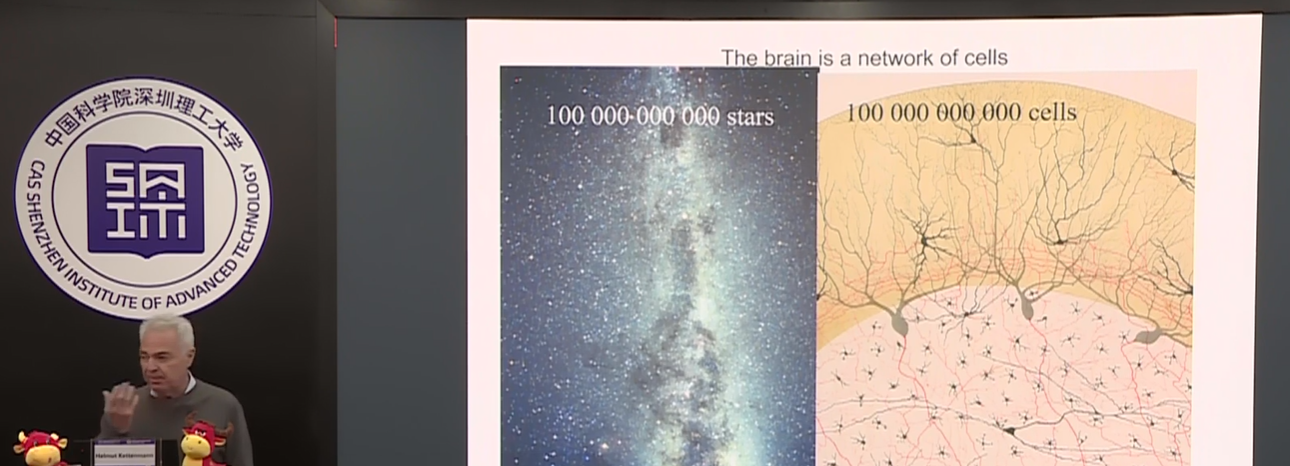 中国科学院深圳理工大学
CAS SHENZHEN INSTITUTE OF ADVANCED TECHNOLOGY
Helmut Kettenmann
The brain is a network of cells
100 000 000 000 stars
100 000 000 000 cells